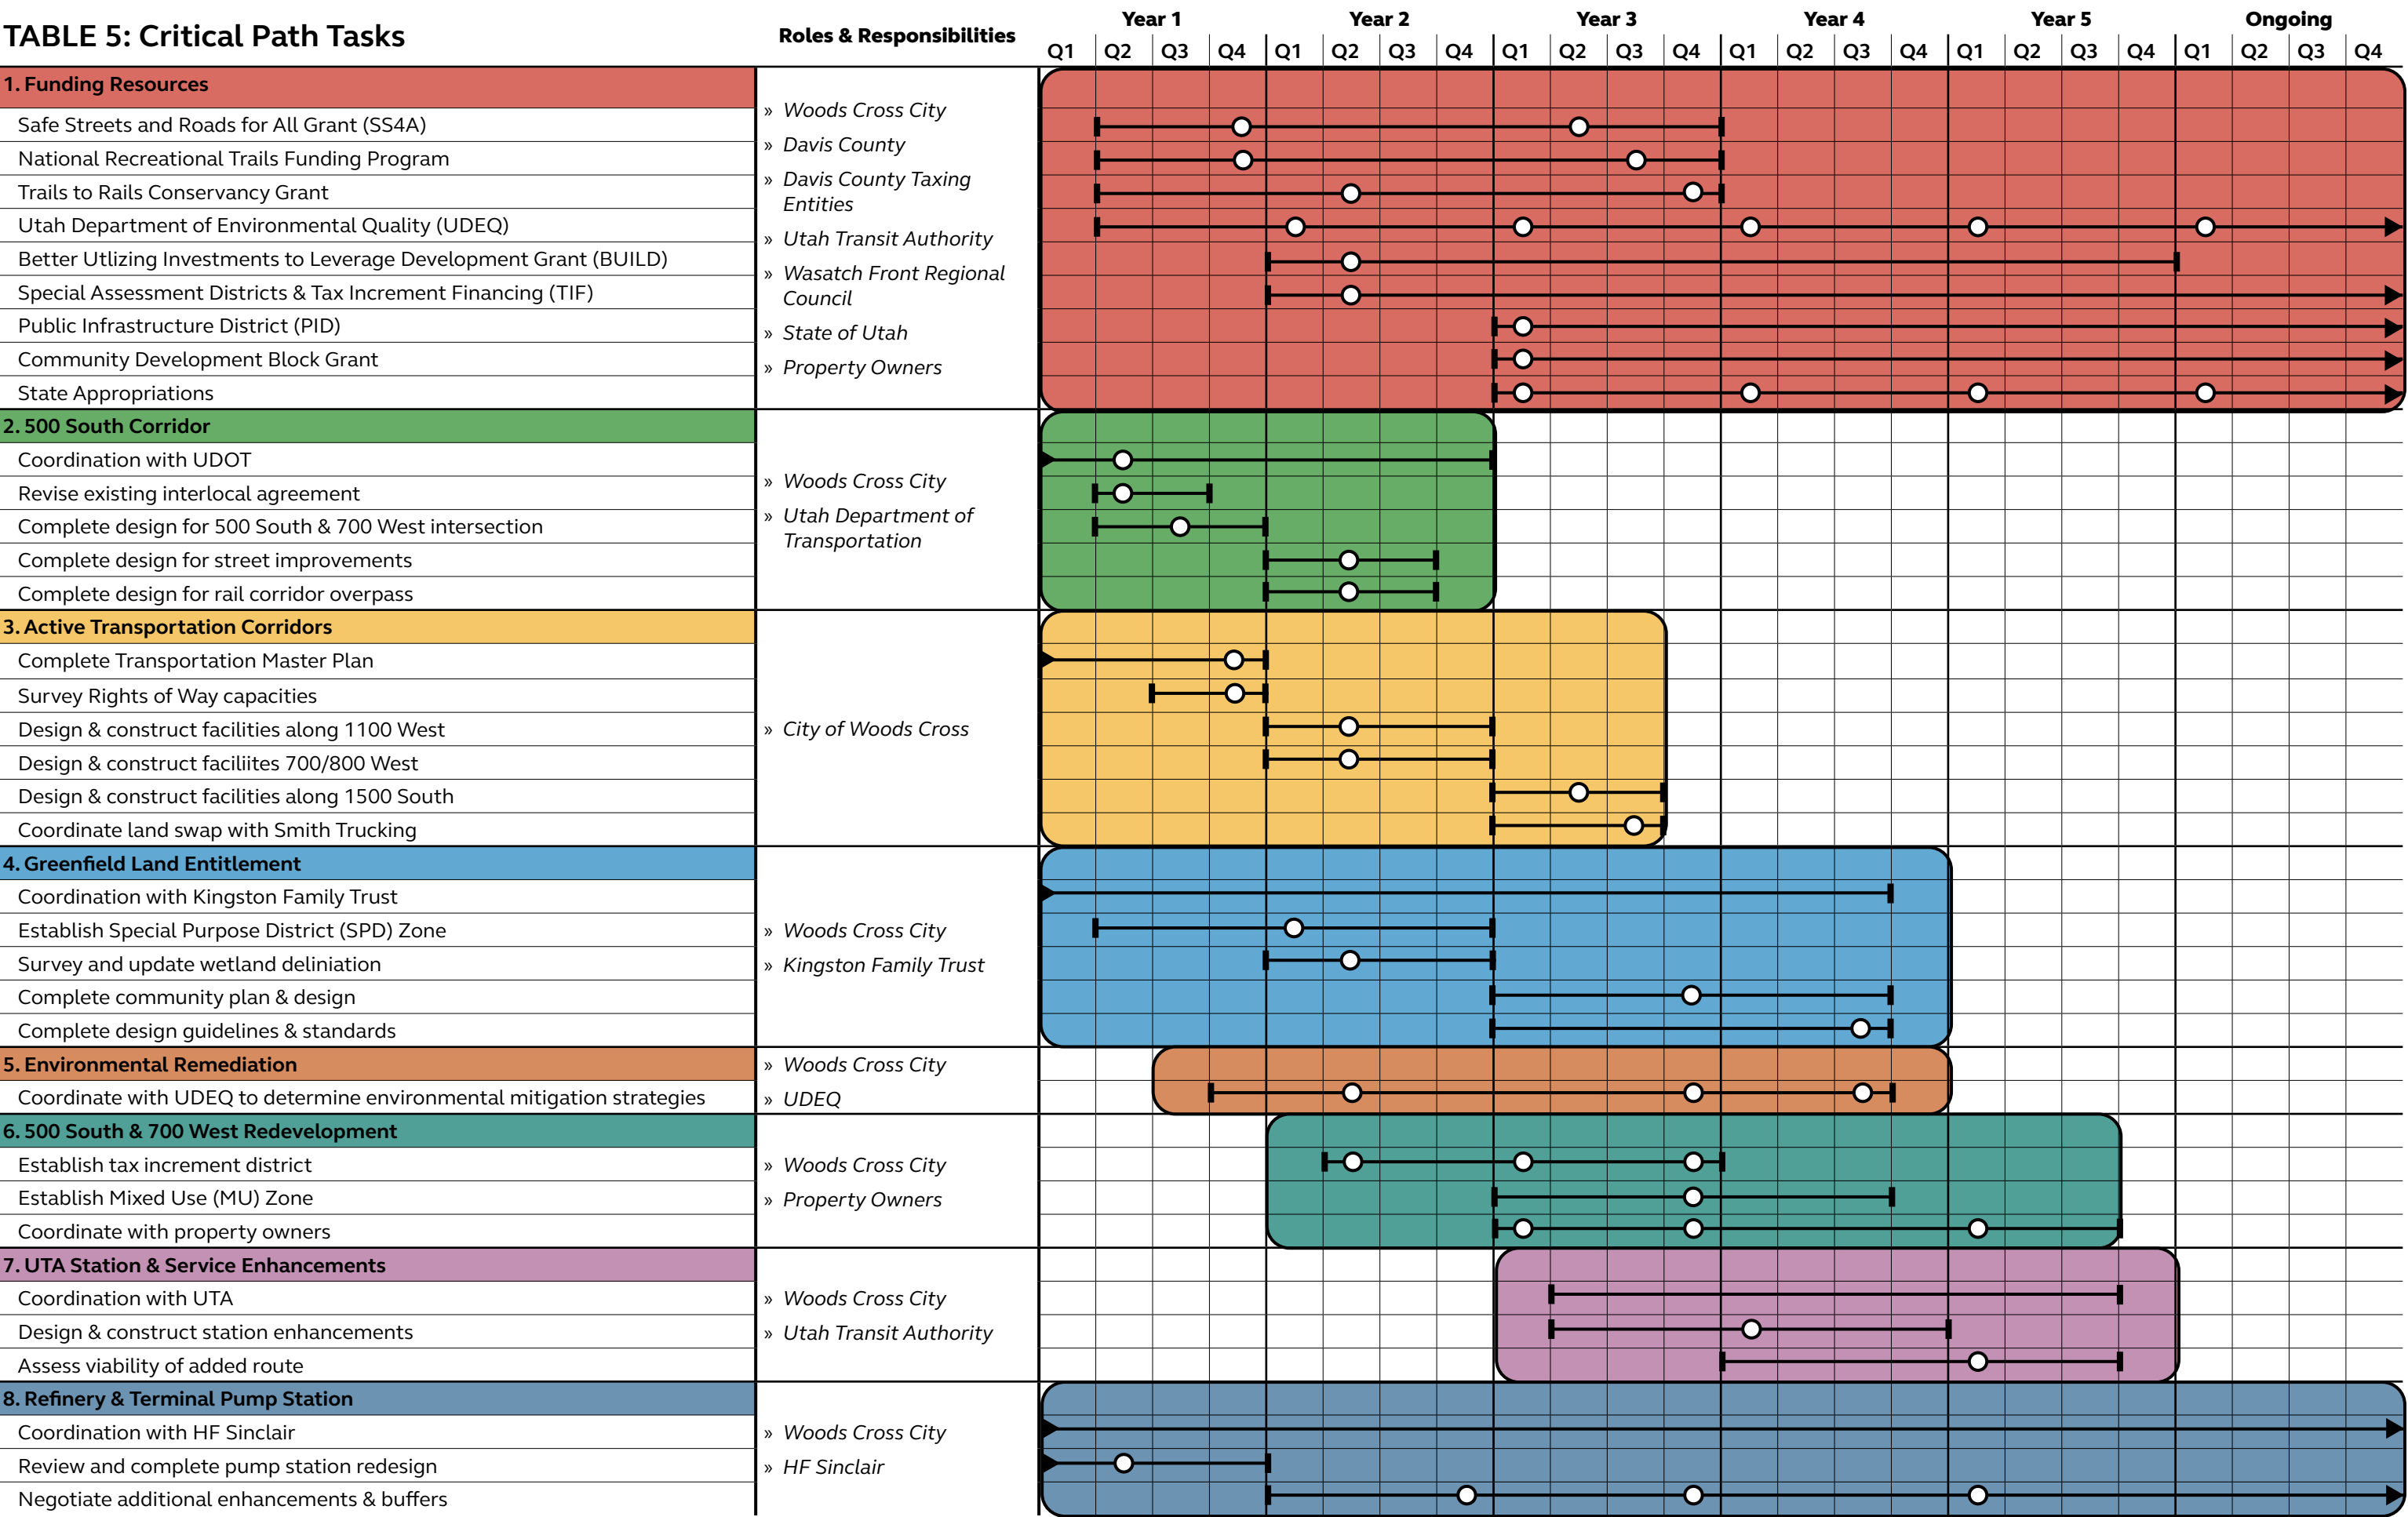 TABLE 5: Critical Path Tasks
Roles & Responsibilities
Year 1 Year 2 Year 3 Year 4 Year 5 Ongoing
Q1 Q2 Q3 Q4 Q1 Q2 Q3 Q4 Q1 Q2 Q3 Q4 Q1 Q2 Q3 Q4 Q1 Q2 Q3 Q4 Q1 Q2 Q3 Q4
1. Funding Resources
Safe Streets and Roads for All Grant (SS4A)
National Recreational Trails Funding Program
Trails to Rails Conservancy Grant
Utah Department of Environmental Quality (UDEQ)
Better Utlizing Investments to Leverage Development Grant (BUILD)
Special Assessment Districts & Tax Increment Financing (TIF)
Public Infrastructure District (PID)
Community Development Block Grant
State Appropriations
» Woods Cross City
» Davis County
» Davis County Taxing
Entities
» Utah Transit Authority
» Wasatch Front Regional
Council
» State of Utah
» Property Owners
2. 500 South Corridor
Coordination with UDOT
Revise existing interlocal agreement
Complete design for 500 South & 700 West intersection
Complete design for street improvements
Complete design for rail corridor overpass
» Woods Cross City
» Utah Department of
Transportation
3. Active Transportation Corridors
Complete Transportation Master Plan
Survey Rights of Way capacities
Design & construct facilities along 1100 West
Design & construct faciliites 700/800 West
Design & construct facilities along 1500 South
Coordinate land swap with Smith Trucking
» City of Woods Cross
4. Greenfield Land Entitlement
Coordination with Kingston Family Trust
Establish Special Purpose District (SPD) Zone
Survey and update wetland deliniation
Complete community plan & design
Complete design guidelines & standards
» Woods Cross City
» Kingston Family Trust
5. Environmental Remediation
Coordinate with UDEQ to determine environmental mitigation strategies
» Woods Cross City
» UDEQ
6. 500 South & 700 West Redevelopment
Establish tax increment district
Establish Mixed Use (MU) Zone
Coordinate with property owners
» Woods Cross City
» Property Owners
7. UTA Station & Service Enhancements
Coordination with UTA
Design & construct station enhancements
Assess viability of added route
» Woods Cross City
» Utah Transit Authority
8. Refinery & Terminal Pump Station
Coordination with HF Sinclair
Review and complete pump station redesign
Negotiate additional enhancements & buffers
» Woods Cross City
» HF Sinclair